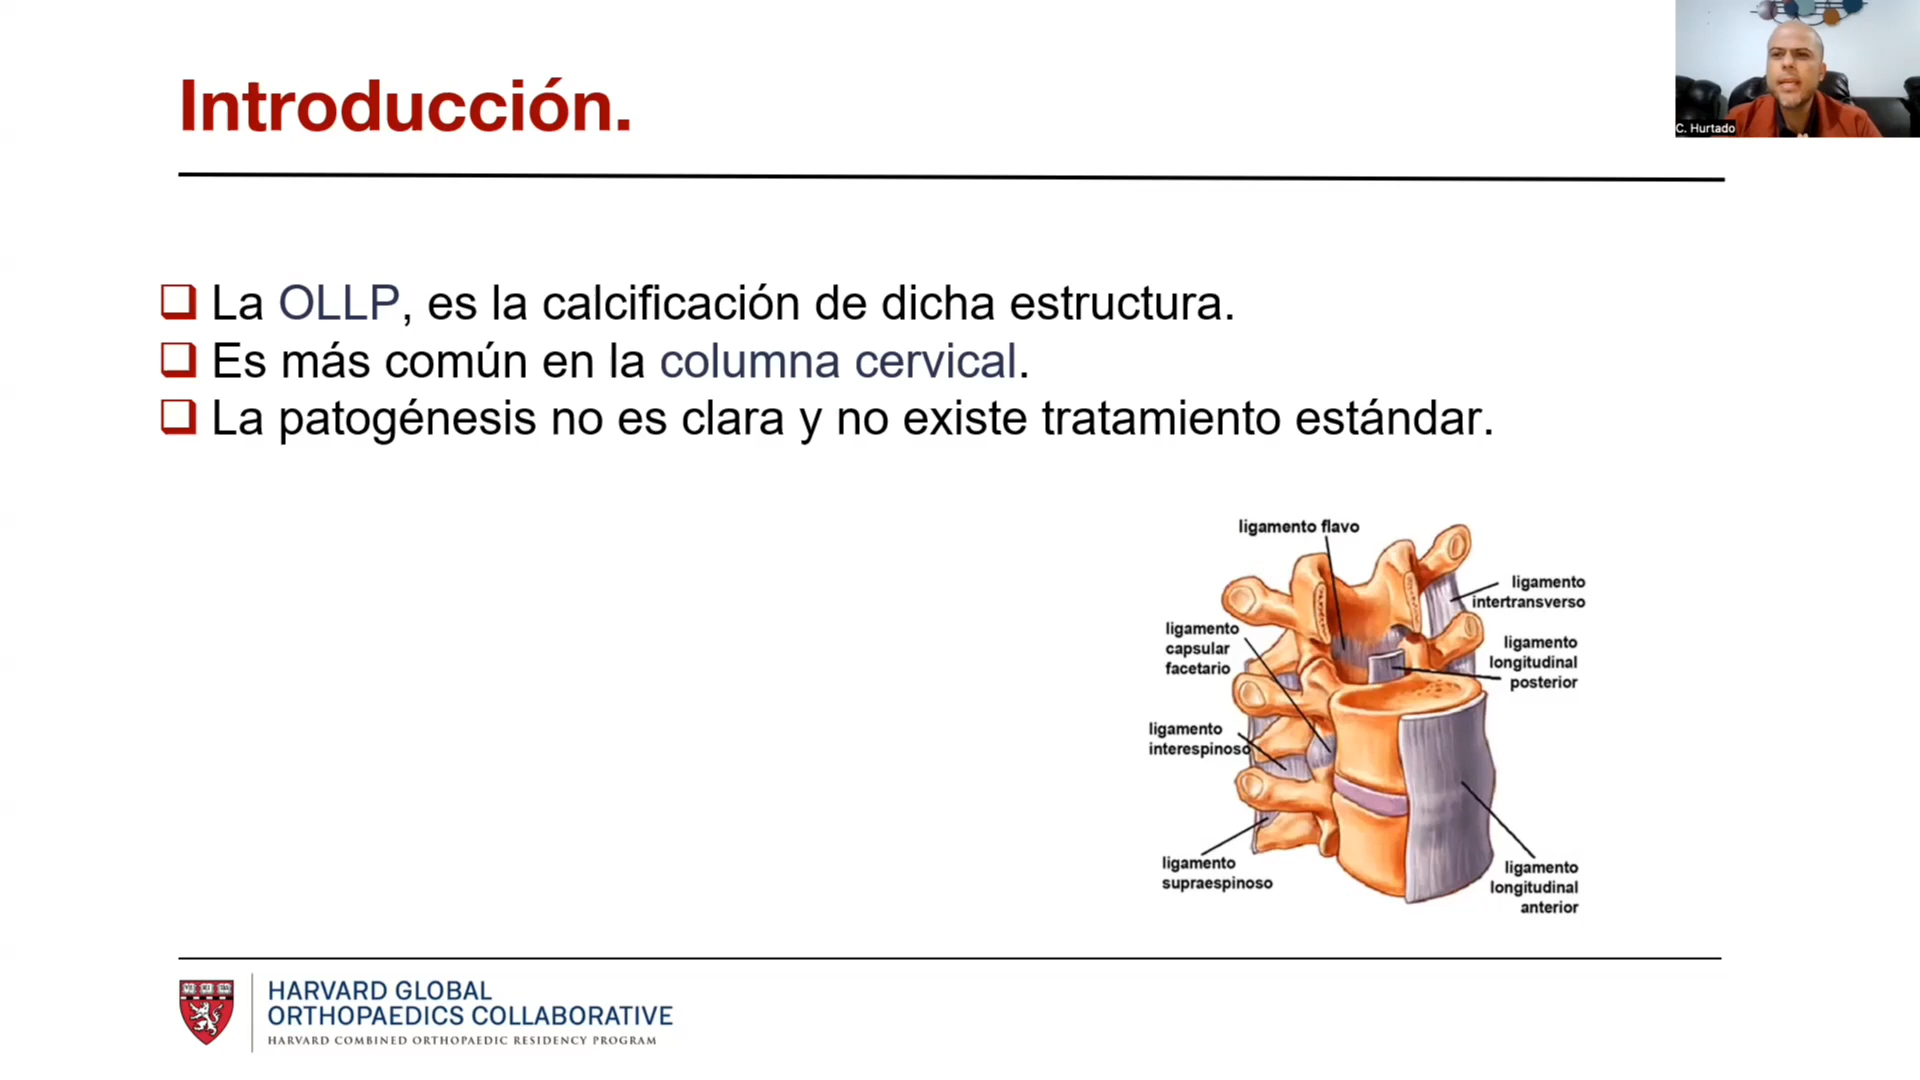 Introducción.
C. Hurtado
La OLLP, es la calcificación de dicha estructura.
Es más común en la columna cervical.
La patogénesis no es clara y no existe tratamiento estándar.
ligamento flavo
ligamento
intertransverso
ligamento
capsular
facetario
ligamento
longitudinal
posterior
ligamento
interespinoso
ligamento
supraespinoso
ligamento
longitudinal
anterior
HARVARD GLOBAL
ORTHOPAEDICS COLLABORATIVE
HARVARD COMBINED ORTHOPAEDIC RESIDENCY PROGRAM